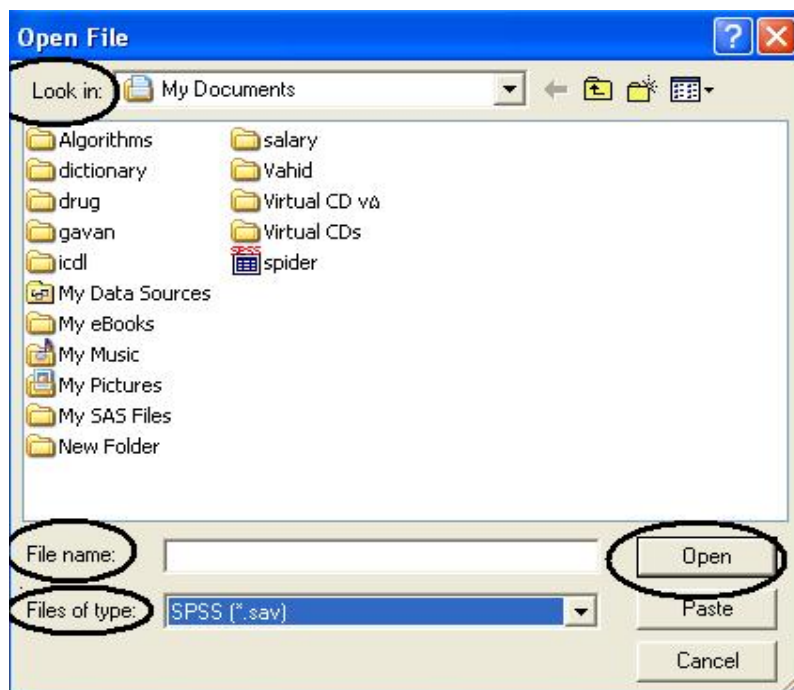 Open File
Look in: My Documents
Algorithms
dictionary
drug
gavan
icdl
My Data Sources
My eBooks
My Music
My Pictures
My SAS Files
New Folder
salary
Vahid
Virtual CD v۵
Virtual CDs
SPSS
spider
File name:
Open
Files of type: SPSS (*.sav)
Paste
Cancel